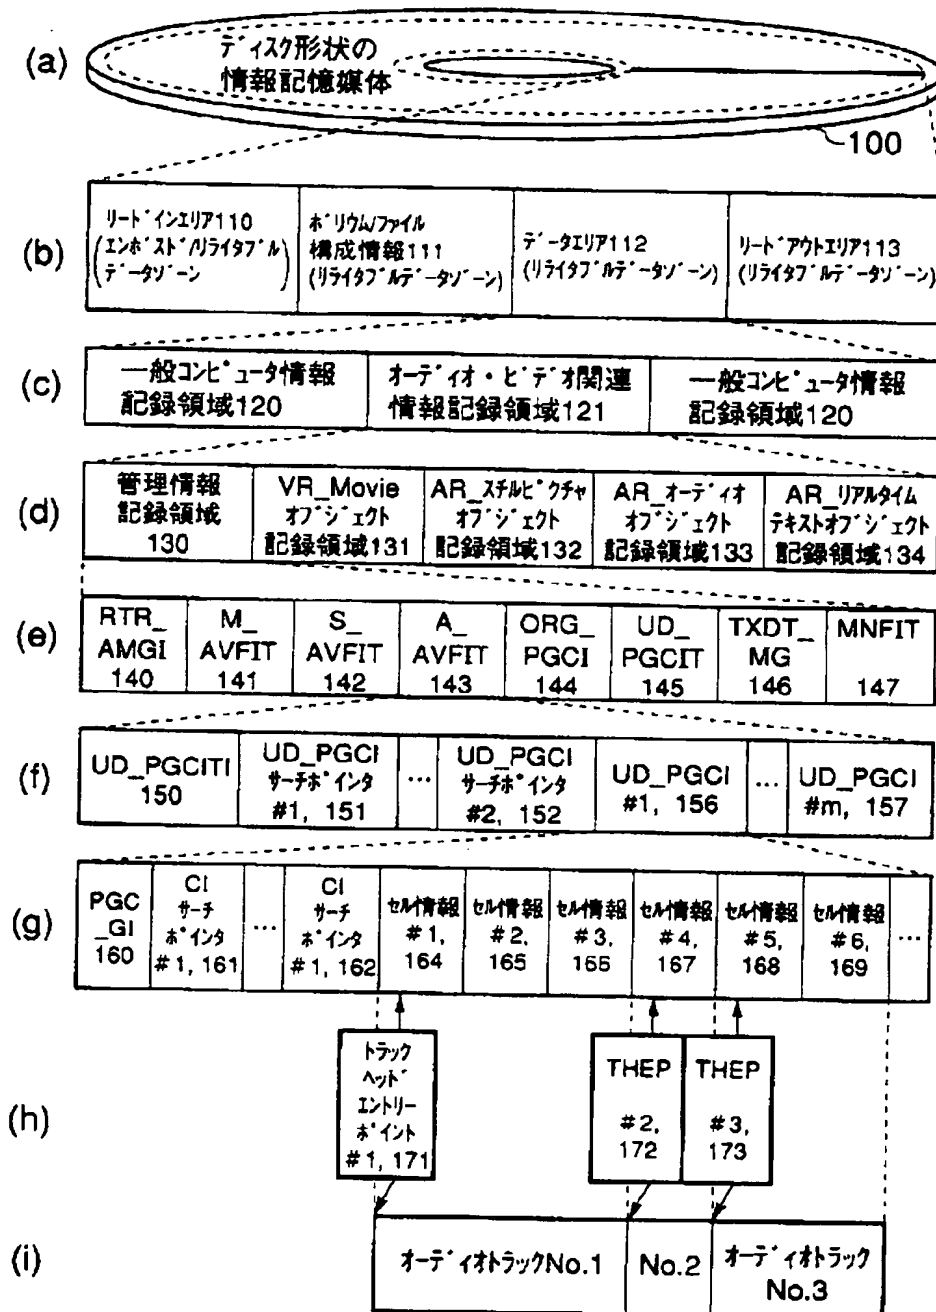 (a)
ディスク形状の
情報記憶媒体
100
(b)
リードインエリア110
(エンボスド/リライタブル
データゾーン)
ボリウム/ファイル
構成情報111
(リライタブルデータゾーン)
データエリア112
(リライタブルデータゾーン)
リードアウトエリア113
(リライタブルデータゾーン)
(c)
一般コンピュータ情報
記録領域120
オーディオ・ビデオ関連
情報記録領域121
一般コンピュータ情報
記録領域120
(d)
管理情報
記録領域
130
VR_Movie
オブジェクト
記録領域131
AR_スチルピクチャ
オブジェクト
記録領域132
AR_オーディオ
オブジェクト
記録領域133
AR_リアルタイム
テキストオブジェクト
記録領域134
(e)
RTR_
AMGI
140
M_
AVFIT
141
S_
AVFIT
142
A_
AVFIT
143
ORG_
PGCI
144
UD_
PGCIT
145
TXDT_
MG
146
MNFIT
147
(f)
UD_PGCITI
150
UD_PGCI
サーチポインタ
#1, 151
…
UD_PGCI
サーチポインタ
#2, 152
UD_PGCI
#1, 156
…
UD_PGCI
#m, 157
(g)
PGC
_GI
160
CI
サーチ
ポインタ
#1, 161
…
CI
サーチ
ポインタ
#1, 162
セル情報
#1,
164
セル情報
#2,
165
セル情報
#3,
166
セル情報
#4,
167
セル情報
#5,
168
セル情報
#6,
169
…
(h)
トラック
ヘッド
エントリー
ポイント
#1, 171
THEP
#2,
172
THEP
#3,
173
(i)
オーディオトラックNo.1
No.2
オーディオトラック
No.3